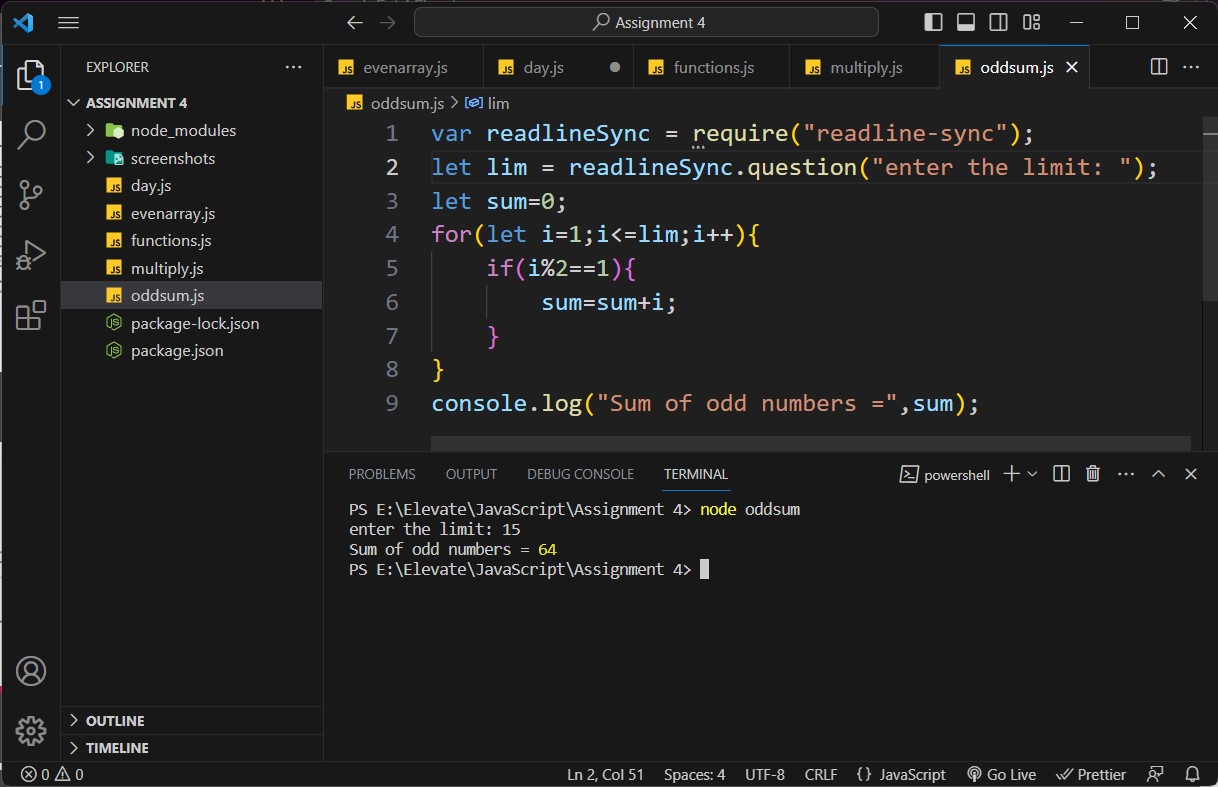 Assignment 4
EXPLORER
ASSIGNMENT 4
node_modules
screenshots
day.js
evenarray.js
functions.js
multiply.js
oddsum.js
package-lock.json
package.json
OUTLINE
TIMELINE
evenarray.js day.js functions.js multiply.js oddsum.js
oddsum.js > lim
1 var readlineSync = require("readline-sync");
2 let lim = readlineSync.question("enter the limit: ");
3 let sum=0;
4 for(let i=1;i<=lim;i++){
5 if(i%2==1){
6 sum=sum+i;
7 }
8 }
9 console.log("Sum of odd numbers =",sum);
PROBLEMS OUTPUT DEBUG CONSOLE TERMINAL powershell
PS E:\Elevate\JavaScript\Assignment 4> node oddsum
enter the limit: 15
Sum of odd numbers = 64
PS E:\Elevate\JavaScript\Assignment 4>
0 0 Ln 2, Col 51 Spaces: 4 UTF-8 CRLF {} JavaScript Go Live Prettier
1